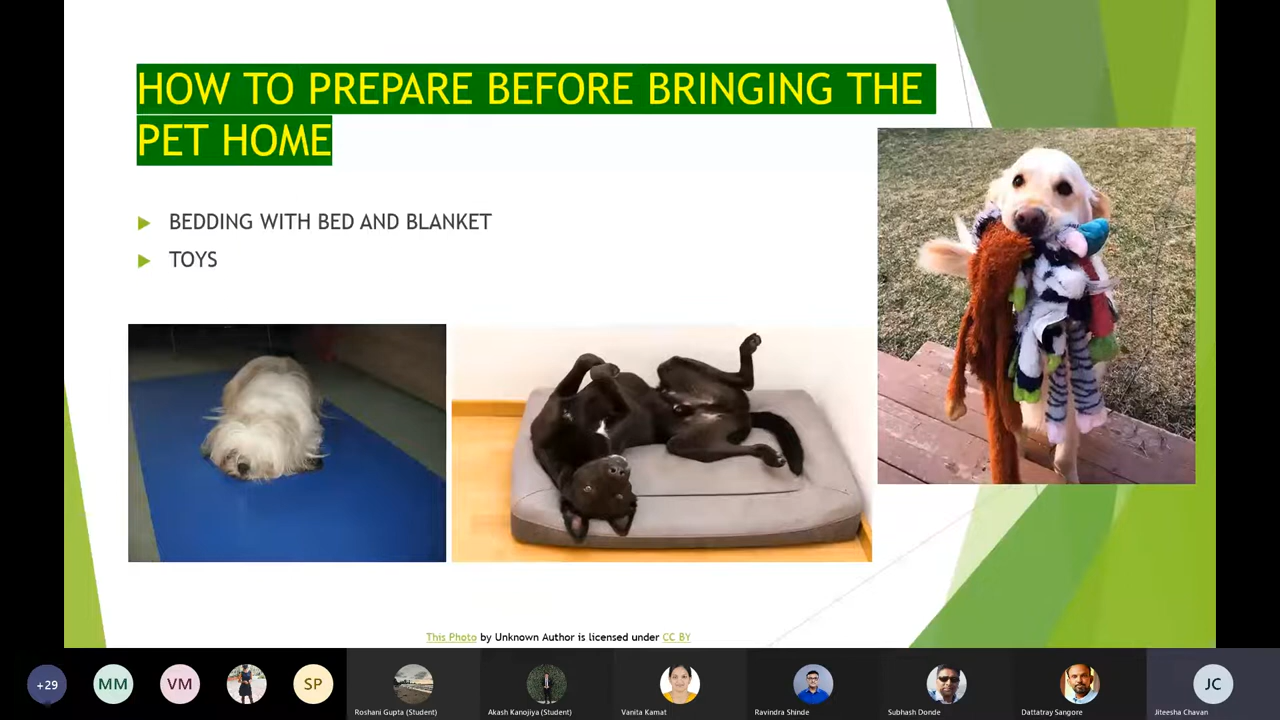 HOW TO PREPARE BEFORE BRINGING THE
PET HOME
BEDDING WITH BED AND BLANKET
TOYS
This Photo by Unknown Author is licensed under CC BY
+29
MM
VM
SP
Roshani Gupta (Student)
Akash Kanojiya (Student)
Vanita Kamat
Ravindra Shinde
Subhash Donde
Dattatray Sangore
JC
Jiteesha Chavan